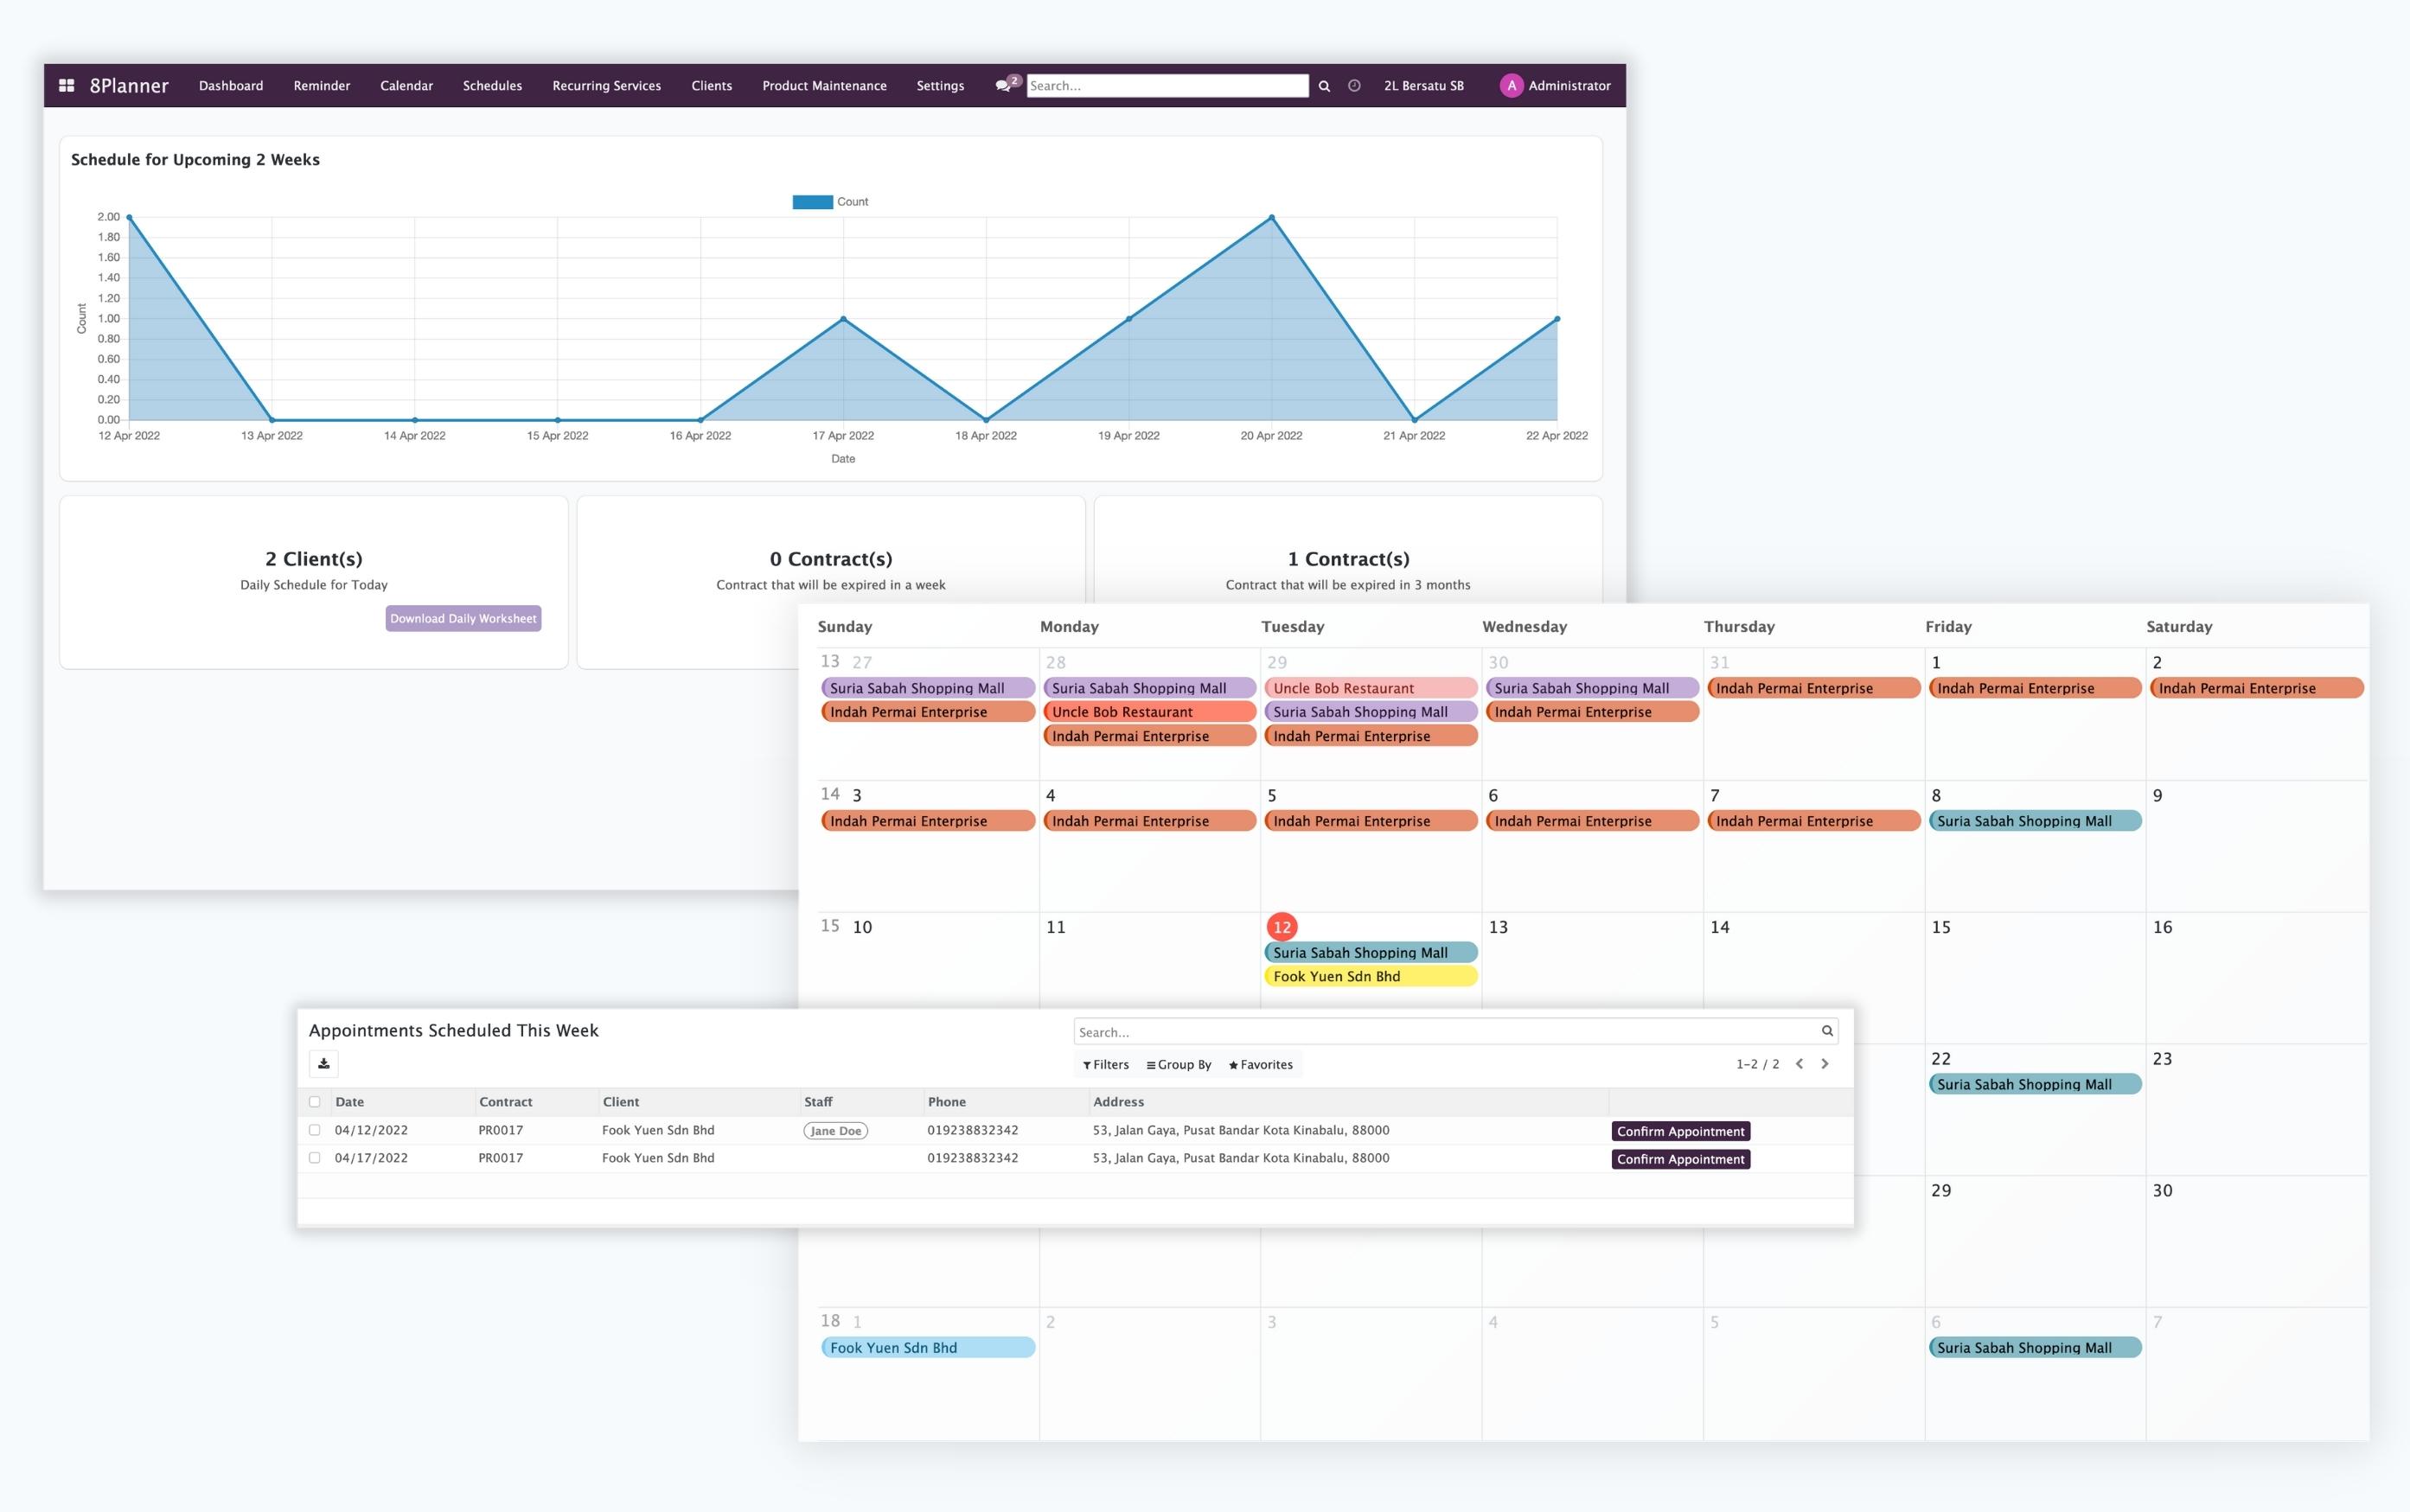 8Planner Dashboard Reminder Calendar Schedules Recurring Services Clients Product Maintenance Settings 2 Search... 2L Bersatu SB A Administrator
Schedule for Upcoming 2 Weeks
Count
2.00
1.80
1.60
1.40
1.20
1.00
0.80
0.60
0.40
0.20
0.00
Count
12 Apr 2022 13 Apr 2022 14 Apr 2022 15 Apr 2022 16 Apr 2022 17 Apr 2022 18 Apr 2022 19 Apr 2022 20 Apr 2022 21 Apr 2022 22 Apr 2022
Date
2 Client(s)
Daily Schedule for Today
Download Daily Worksheet
0 Contract(s)
Contract that will be expired in a week
1 Contract(s)
Contract that will be expired in 3 months
Sunday Monday Tuesday Wednesday Thursday Friday Saturday
13 27 28 29 30 31 1 2
Suria Sabah Shopping Mall Suria Sabah Shopping Mall Uncle Bob Restaurant Suria Sabah Shopping Mall Indah Permai Enterprise Indah Permai Enterprise Indah Permai Enterprise
Indah Permai Enterprise Uncle Bob Restaurant Suria Sabah Shopping Mall Indah Permai Enterprise
Indah Permai Enterprise Indah Permai Enterprise
14 3 4 5 6 7 8 9
Indah Permai Enterprise Indah Permai Enterprise Indah Permai Enterprise Indah Permai Enterprise Indah Permai Enterprise Suria Sabah Shopping Mall
15 10 11 12 13 14 15 16
Suria Sabah Shopping Mall
Fook Yuen Sdn Bhd
22 23
Suria Sabah Shopping Mall
29 30
18 1 2 3 4 5 6 7
Fook Yuen Sdn Bhd Suria Sabah Shopping Mall
Appointments Scheduled This Week
Search...
Filters Group By Favorites 1-2 / 2
Date Contract Client Staff Phone Address
04/12/2022 PR0017 Fook Yuen Sdn Bhd Jane Doe 019238832342 53, Jalan Gaya, Pusat Bandar Kota Kinabalu, 88000 Confirm Appointment
04/17/2022 PR0017 Fook Yuen Sdn Bhd 019238832342 53, Jalan Gaya, Pusat Bandar Kota Kinabalu, 88000 Confirm Appointment